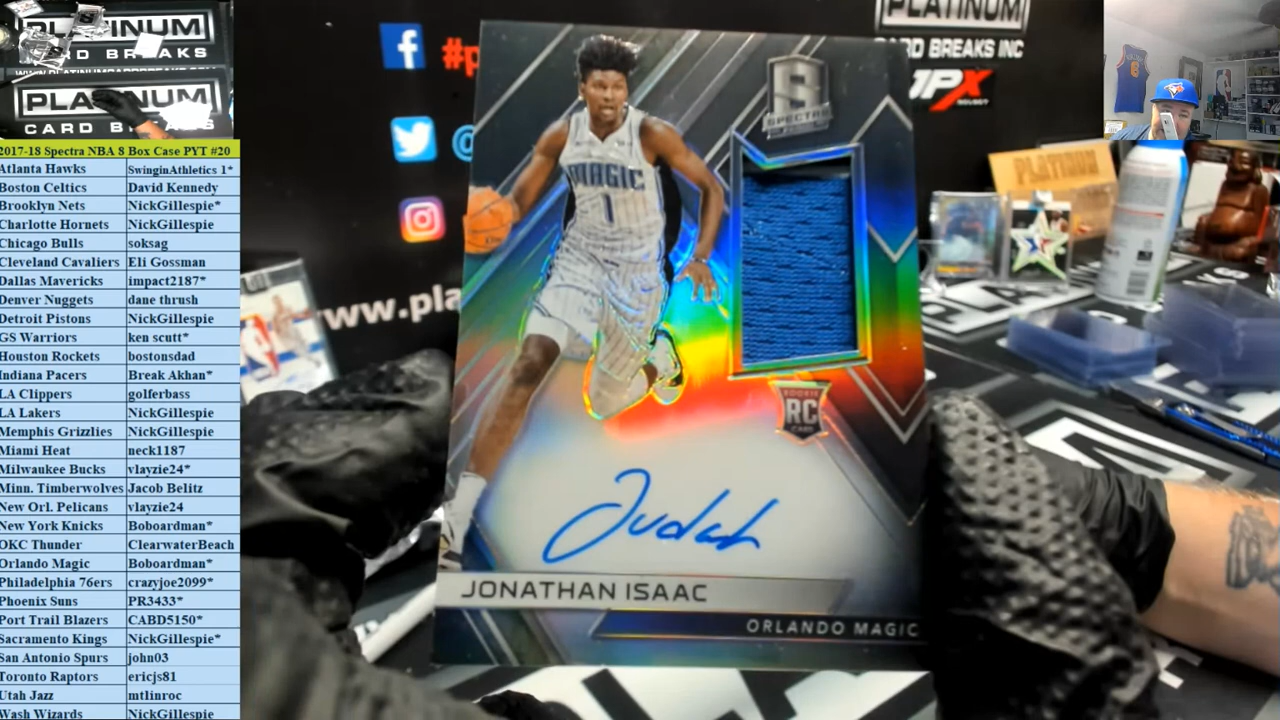 PLATINUM
CARD BREAKS
PLATINUM
CARD B
2017-18 Spectra NBA 8 Box Case PYT #20
Atlanta Hawks SwinginAthletics 1*
Boston Celtics David Kennedy
Brooklyn Nets NickGillespie*
Charlotte Hornets NickGillespie
Chicago Bulls soksag
Cleveland Cavaliers Eli Gossman
Dallas Mavericks impact2187*
Denver Nuggets dane thrush
Detroit Pistons NickGillespie
GS Warriors ken scutt*
Houston Rockets bostonsdad
Indiana Pacers Break Akhan*
LA Clippers golferbass
LA Lakers NickGillespie
Memphis Grizzlies NickGillespie
Miami Heat neck1187
Milwaukee Bucks vlayzie24*
Minn. Timberwolves Jacob Belitz
New Orl. Pelicans vlayzie24
New York Knicks Boboardman*
OKC Thunder ClearwaterBeach
Orlando Magic Boboardman*
Philadelphia 76ers crazyjoe2099*
Phoenix Suns PR3433*
Port Trail Blazers CABD5150*
Sacramento Kings NickGillespie*
San Antonio Spurs john03
Toronto Raptors ericjs81
Utah Jazz mtlinroc
Wash Wizards NickGillespie
#p
@
www.pla
PLATINUM
RD BREAKS INC
JPX
PLATINUM
S
SPECTRA
MAGIC
1
ROOKIE
RC
CARD
Judah
JONATHAN ISAAC
ORLANDO MAGIC